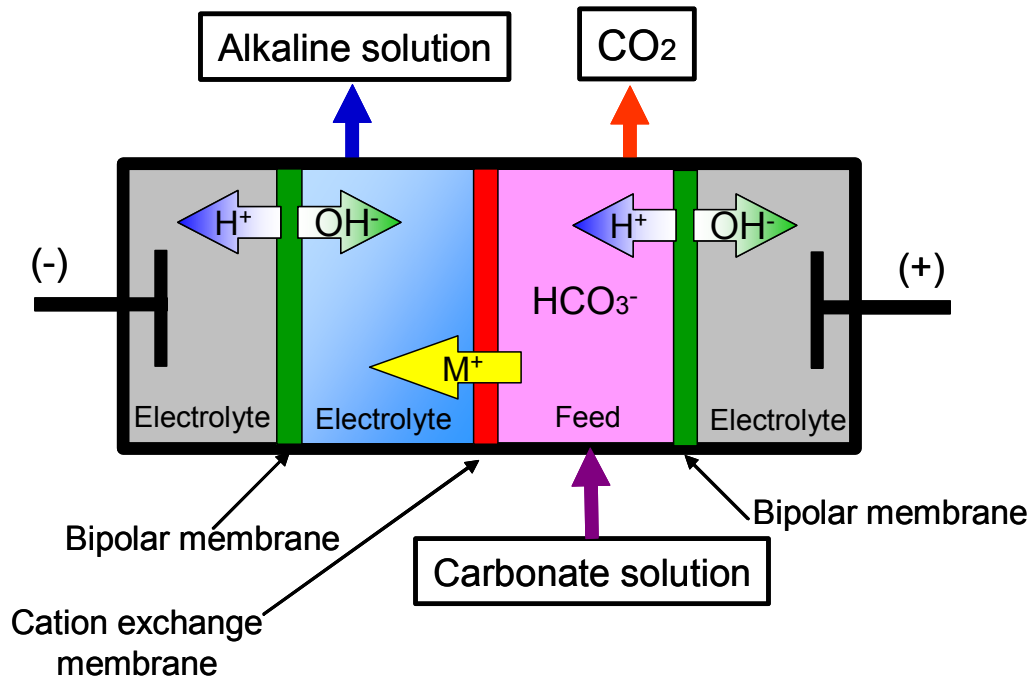 Alkaline solution
CO₂
H⁺
OH⁻
H⁺
OH⁻
(-)
(+)
HCO₃⁻
M⁺
Electrolyte
Electrolyte
Feed
Electrolyte
Bipolar membrane
Bipolar membrane
Carbonate solution
Cation exchange
membrane